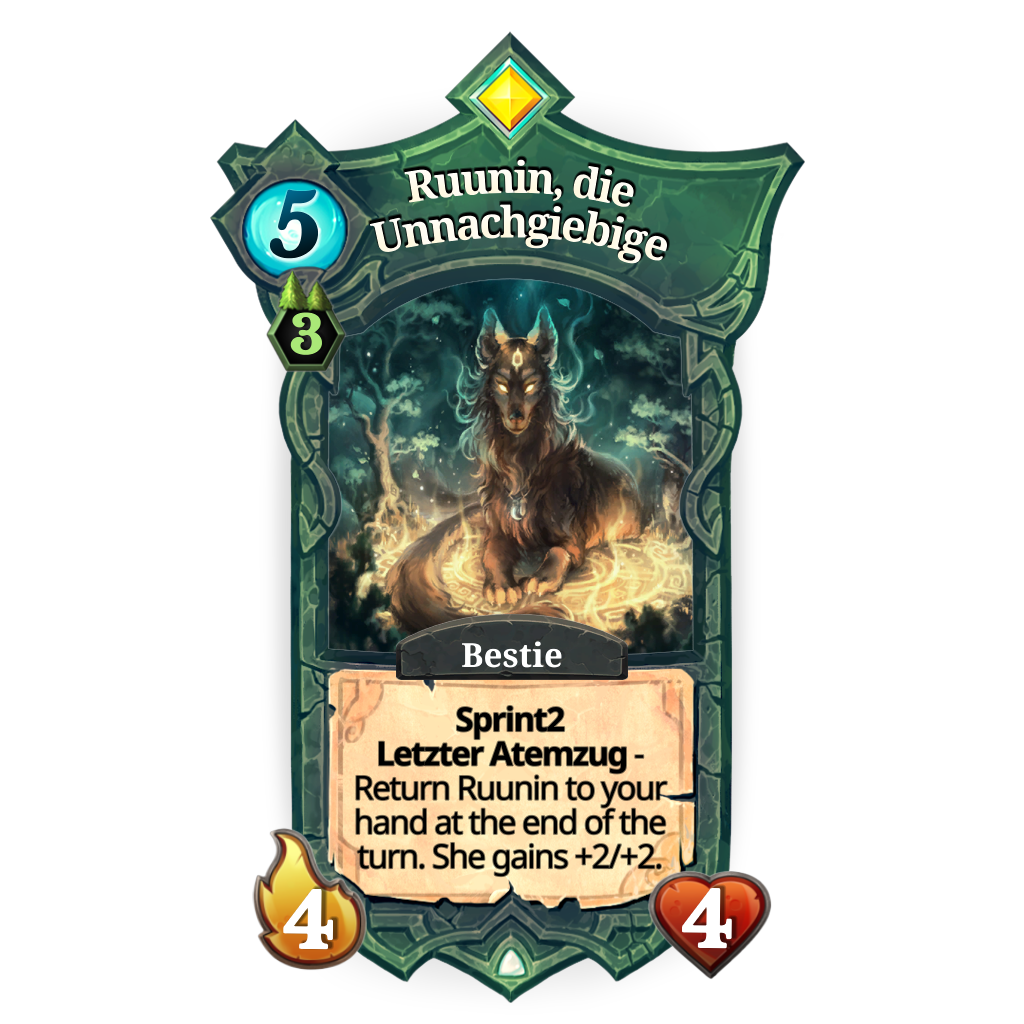 Ruunin, die
Unnachgiebige
5
3
Bestie
Sprint2
Letzter Atemzug -
Return Ruunin to your
hand at the end of the
turn. She gains +2/+2.
4
4